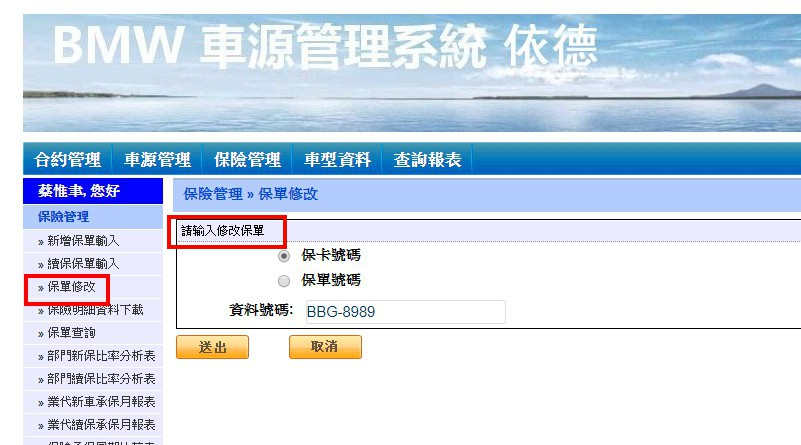 BMW 車源管理系統 依德
合約管理 車源管理 保險管理 車型資料 查詢報表
蔡惟聿, 您好
保險管理 » 保單修改
保險管理
» 新增保單輸入
» 續保保單輸入
» 保單修改
» 保險明細資料下載
» 保單查詢
» 部門新保比率分析表
» 部門續保比率分析表
» 業代新車承保月報表
» 業代續保承保月報表
請輸入修改保單
保卡號碼
保單號碼
資料號碼: BBG-8989
送出 取消